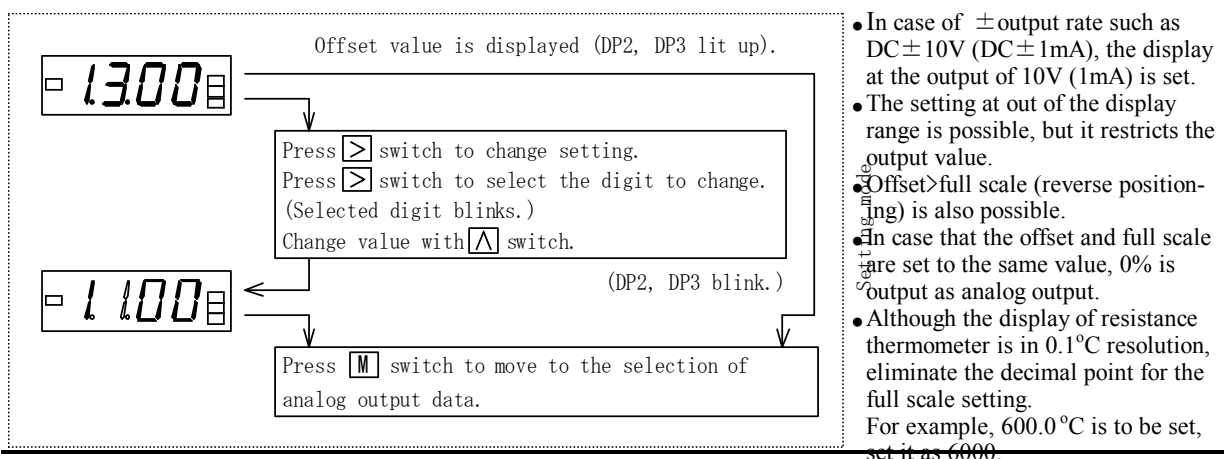 Offset value is displayed (DP2, DP3 lit up).
- 1.3.00
Press > switch to change setting.
Press > switch to select the digit to change.
(Selected digit blinks.)
Change value with Λ switch.
(DP2, DP3 blink.)
- 1.1.00
Press M switch to move to the selection of
analog output data.
● In case of ±output rate such as
DC±10V (DC±1mA), the display
at the output of 10V (1mA) is set.
● The setting at out of the display
range is possible, but it restricts the
output value.
● Offset>full scale (reverse position-
ing) is also possible.
● In case that the offset and full scale
are set to the same value, 0% is
output as analog output.
● Although the display of resistance
thermometer is in 0.1°C resolution,
eliminate the decimal point for the
full scale setting.
For example, 600.0°C is to be set,
set it as 6000.
Setting mode